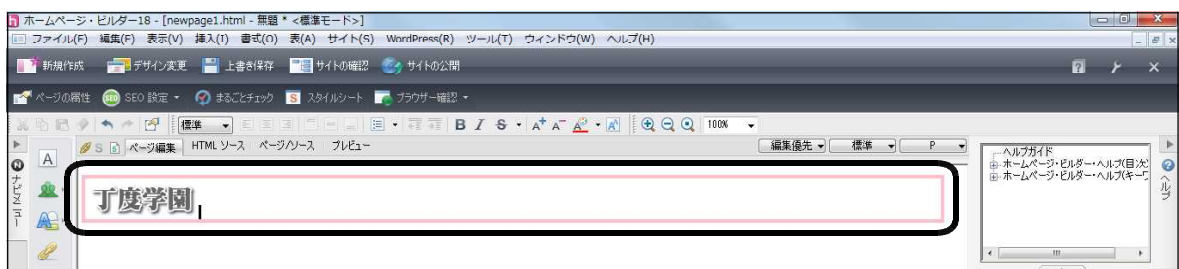 ホームページ・ビルダー18 - [newpage1.html - 無題 * <標準モード>]
ファイル(F) 編集(F) 表示(V) 挿入(I) 書式(O) 表(A) サイト(S) WordPress(R) ツール(T) ウィンドウ(W) ヘルプ(H)
新規作成 デザイン変更 上書き保存 サイトの確認 サイトの公開
ページの属性 SEO SEO 設定 まるごとチェック S スタイルシート ブラウザー確認
標準 B I S A+ A- A 100%
S ページ編集 HTML ソース ページ/ソース プレビュー 編集優先 標準 P
ナビメニュー
A
丁度学園
ヘルプガイド
ホームページ・ビルダー・ヘルプ(目次
ホームページ・ビルダー・ヘルプ(キーワ
ヘルプ